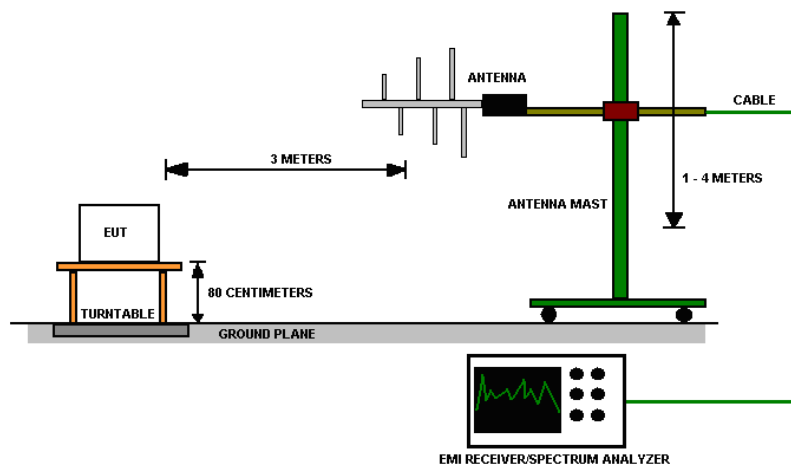 ANTENNA
CABLE
3 METERS
1 - 4 METERS
ANTENNA MAST
EUT
80 CENTIMETERS
TURNTABLE
GROUND PLANE
EMI RECEIVER/SPECTRUM ANALYZER